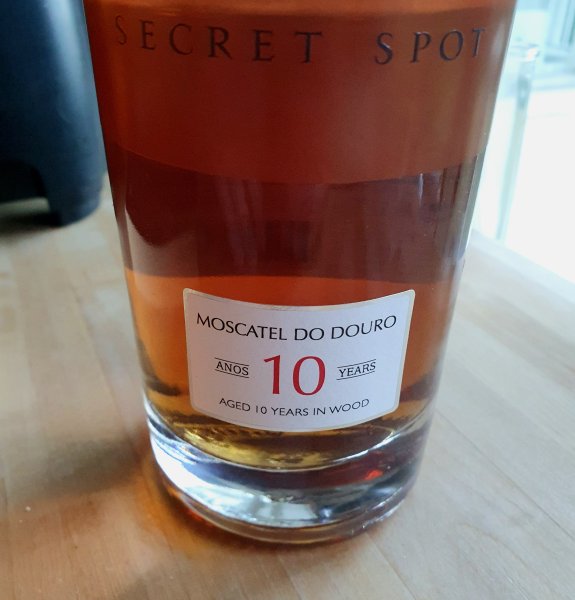 SECRET SPOT
MOSCATEL DO DOURO
ANOS 10 YEARS
AGED 10 YEARS IN WOOD